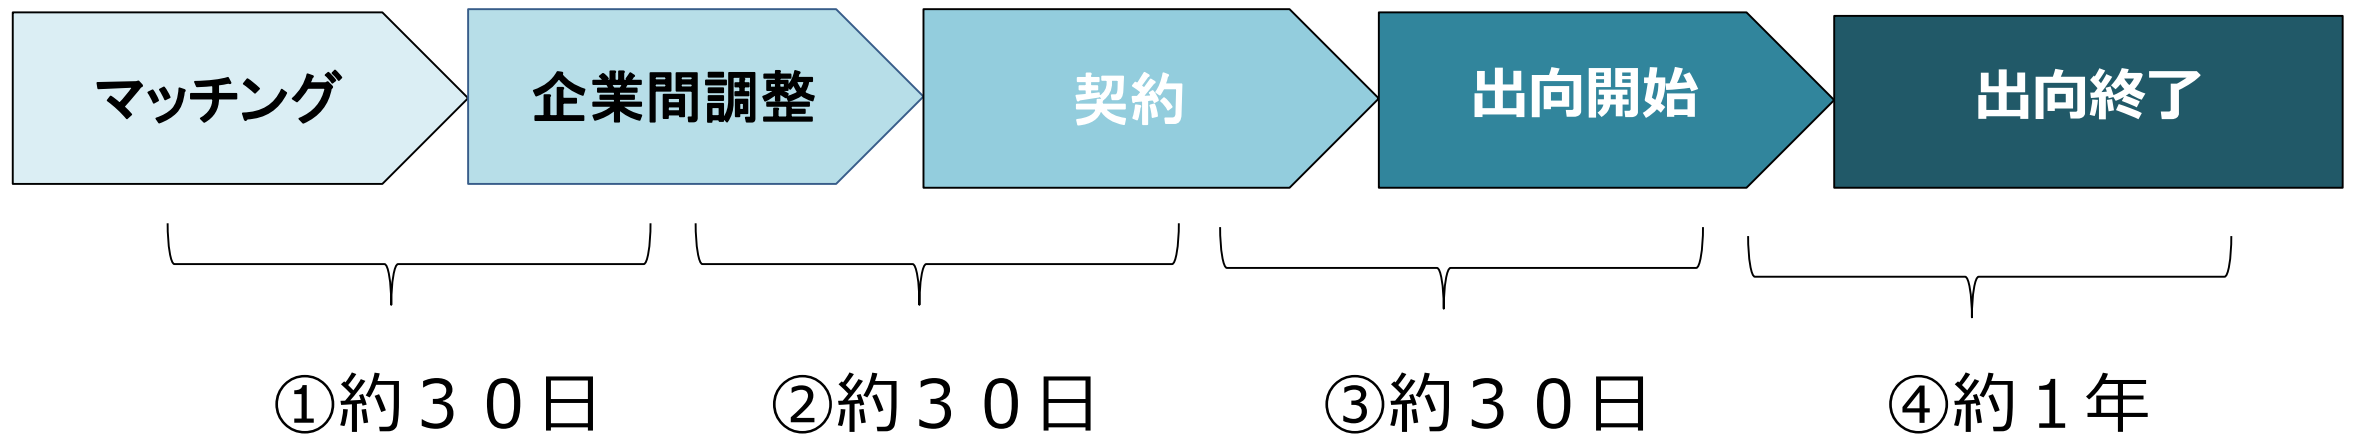 マッチング
企業間調整
契約
出向開始
出向終了
①約３０日
②約３０日
③約３０日
④約１年